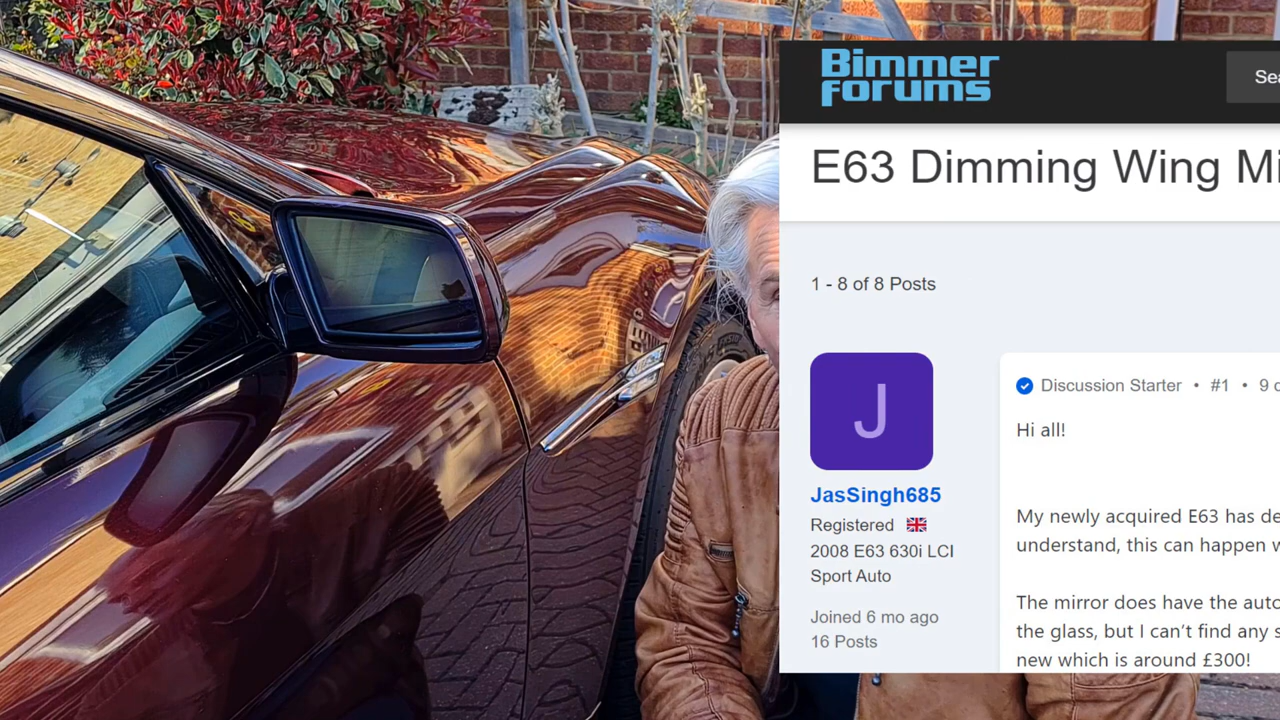 Bimmer
forums
Sea
E63 Dimming Wing Mi
1 - 8 of 8 Posts
J
Discussion Starter • #1 • 9 d
Hi all!
JasSingh685
Registered
2008 E63 630i LCI
Sport Auto
My newly acquired E63 has de
understand, this can happen w
Joined 6 mo ago
16 Posts
The mirror does have the auto
the glass, but I can't find any s
new which is around £300!